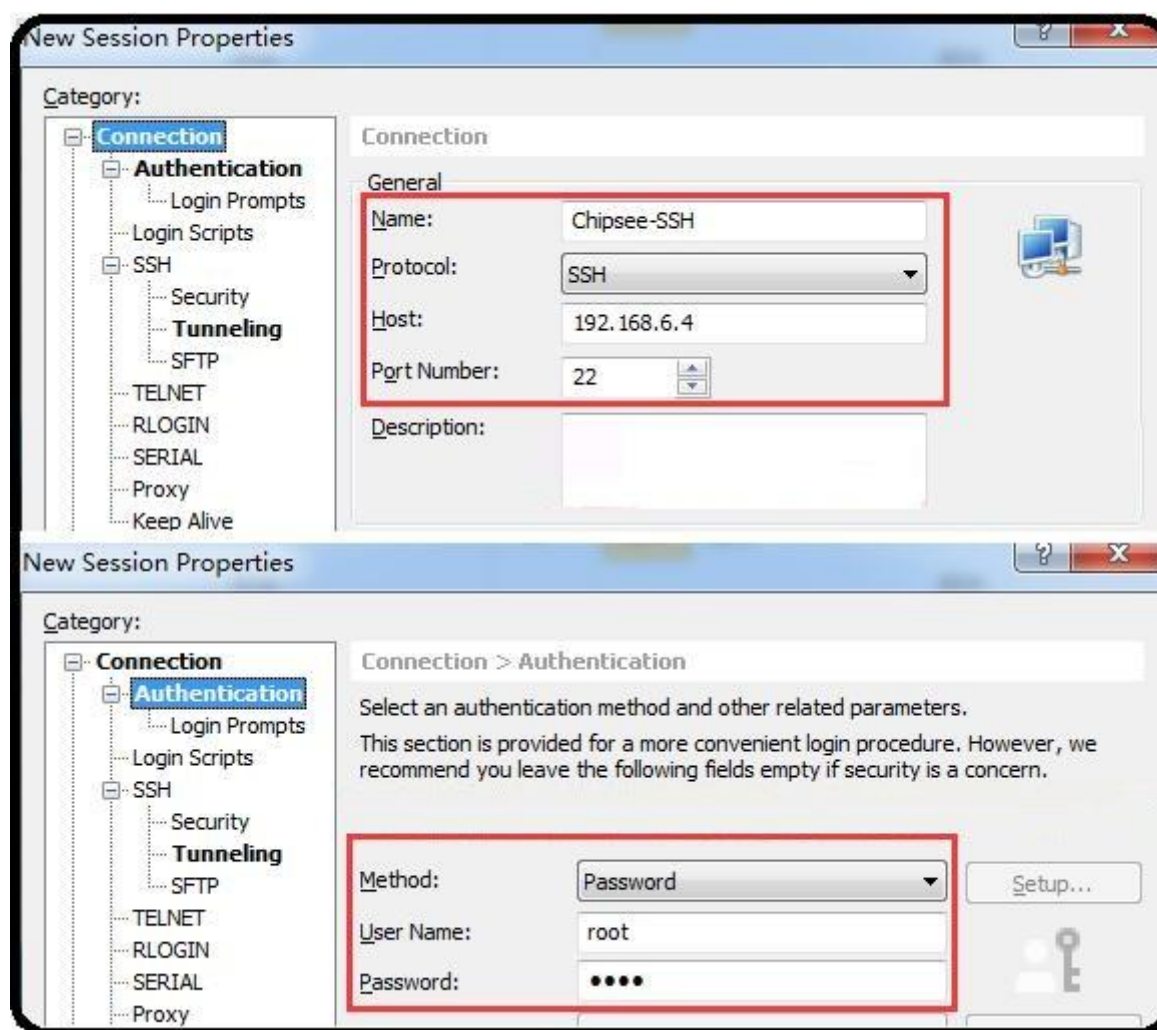 New Session Properties
Category:
Connection
Authentication
Login Prompts
Login Scripts
SSH
Security
Tunneling
SFTP
TELNET
RLOGIN
SERIAL
Proxy
Keep Alive
Connection
General
Name: Chipsee-SSH
Protocol: SSH
Host: 192.168.6.4
Port Number: 22
Description:
New Session Properties
Category:
Connection
Authentication
Login Prompts
Login Scripts
SSH
Security
Tunneling
SFTP
TELNET
RLOGIN
SERIAL
Proxy
Connection > Authentication
Select an authentication method and other related parameters.
This section is provided for a more convenient login procedure. However, we
recommend you leave the following fields empty if security is a concern.
Method: Password Setup...
User Name: root
Password: ••••